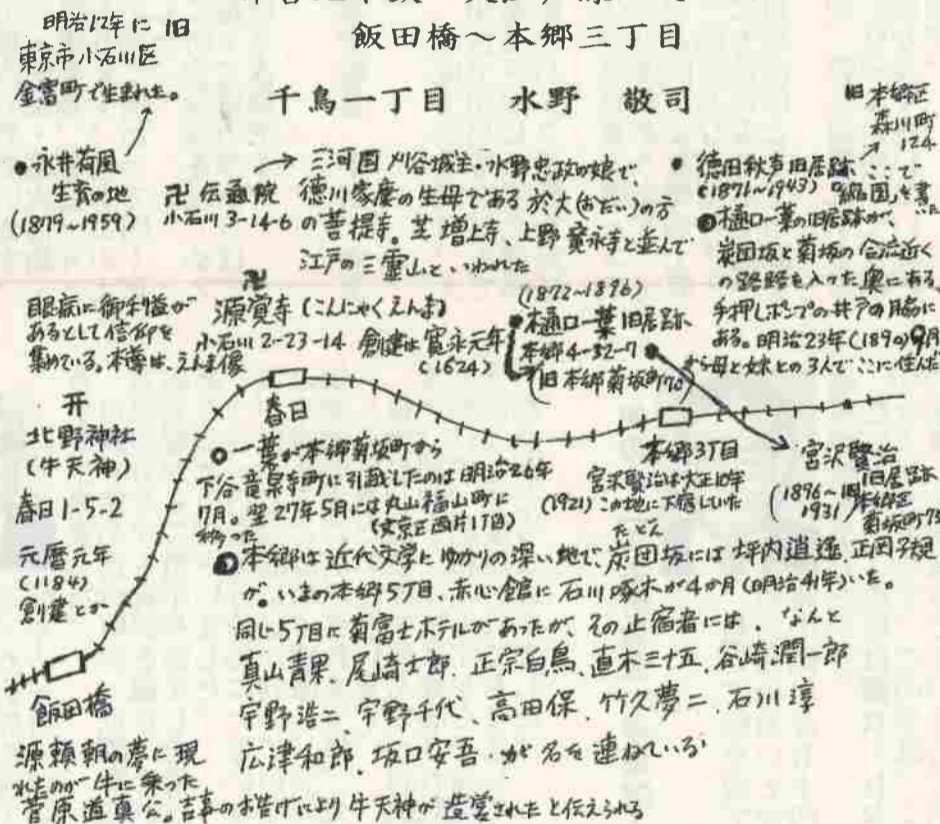 飯田橋～本郷三丁目
千鳥一丁目 水野 敬司
明治12年に 旧
東京市小石川区
金富町で生まれた。
●永井荷風
生育の地
(1879～1959)
卍 伝通院
小石川 3-14-6
→ 三河国 刈谷城主・水野忠政の娘で、
徳川家康の生母である 於大(おだい)の方
の菩提寺。芝 増上寺、上野 寛永寺と並んで
江戸の三霊山と、いわれた
旧本郷区
森川町
124
● 徳田秋声旧居跡、ここで
(1871～1943) 「縮図」を書いた
●樋口一葉の旧居跡が、
炭団坂と菊坂の合流近く
の路路を入った奥にある
手押しポンプの井戸の月脇に
ある。明治23年(1890)9月
から母と妹との3人でここに住んだ
眼病に御利益が
あるとして信仰を
集めている。本尊は、えんま像
卍
源覚寺 (こんにゃくえんま)
小石川 2-23-14 創建は寛永元年
(1624)
(1872～1896)
●樋口一葉旧居跡
本郷4-32-7 ●
(旧本郷菊坂町70)
开
北野神社
(牛天神)
春日1-5-2
元暦元年
(1184)
創建とか
春日
● 一葉が本郷菊坂町から
下谷竜泉寺町に引越したのは明治26年
7月。翌27年5月には丸山福山町に
移った (文京区西片1丁目)
本郷3丁目
宮沢賢治は大正10年
(1921)この地に下宿していた
宮沢賢治
旧居跡
(1896～
1931)
本郷区
菊坂町75
たどん
●本郷は近代文学にゆかりの深い地で、炭団坂には坪内逍遥、正岡子規
が。いまの本郷5丁目、赤心館に石川啄木が4か月(明治41年)いた。
同じ5丁目に菊富士ホテルがあったが、その止宿者には、なんと
真山青果、尾崎士郎、正宗白鳥、直木三十五、谷崎潤一郎
宇野浩二、宇野千代、高田保、竹久夢二、石川淳
広津和郎、坂口安吾、が名を連ねている
飯田橋
源頼朝の夢に現
れたのが牛に乗った
菅原道真公。吉事のお告げにより牛天神が造営されたと伝えられる